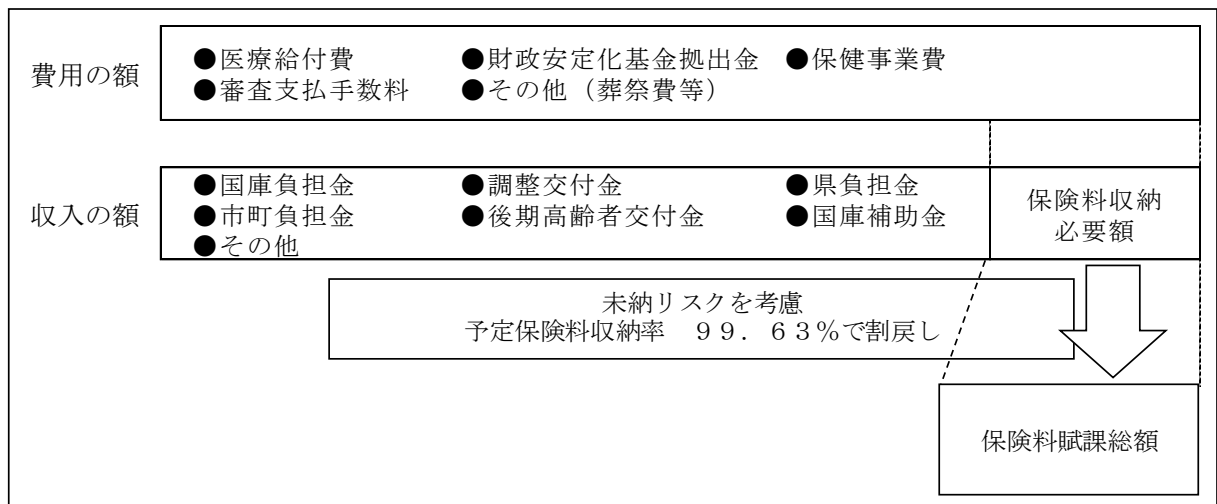 費用の額
●医療給付費 ●財政安定化基金拠出金 ●保健事業費
●審査支払手数料 ●その他（葬祭費等）
収入の額
●国庫負担金 ●調整交付金 ●県負担金
●市町負担金 ●後期高齢者交付金 ●国庫補助金
●その他
保険料収納
必要額
未納リスクを考慮
予定保険料収納率　９９．６３％で割戻し
保険料賦課総額